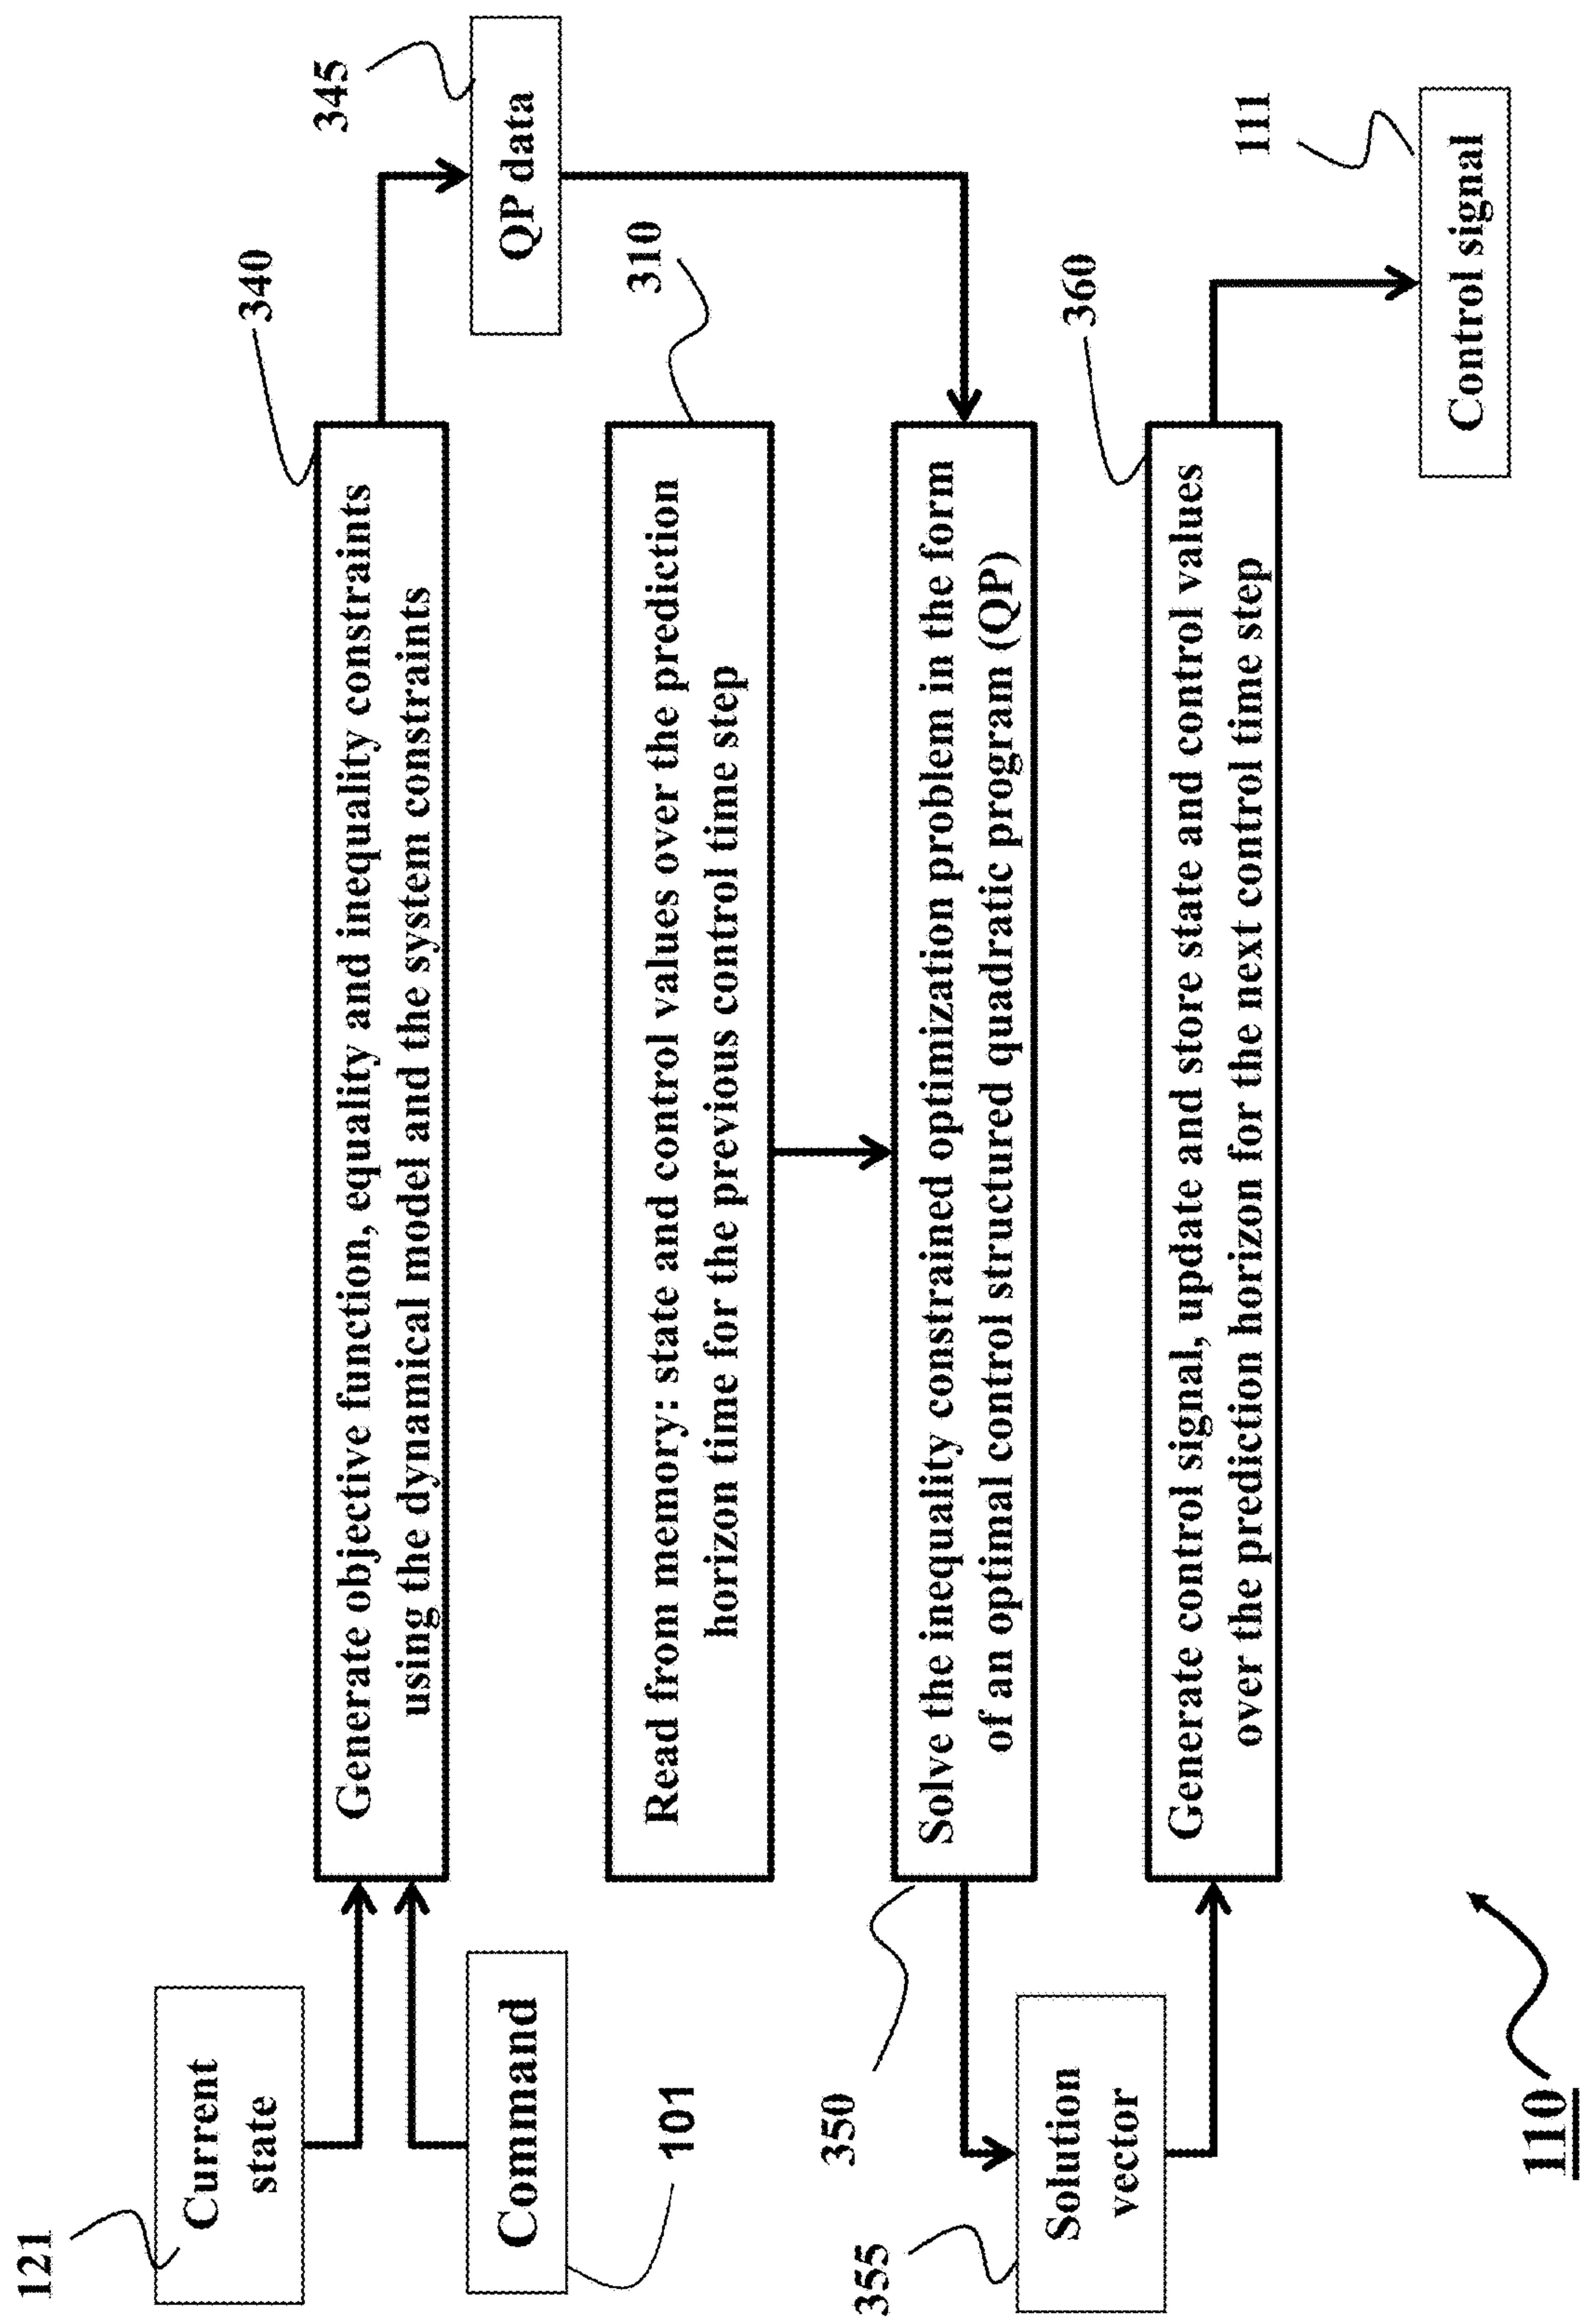 121
Current
state
Command
101
340
Generate objective function, equality and inequality constraints
using the dynamical model and the system constraints
345
QP data
310
Read from memory: state and control values over the prediction
horizon time for the previous control time step
350
Solve the inequality constrained optimization problem in the form
of an optimal control structured quadratic program (QP)
355
Solution
vector
360
Generate control signal, update and store state and control values
over the prediction horizon for the next control time step
111
Control signal
110